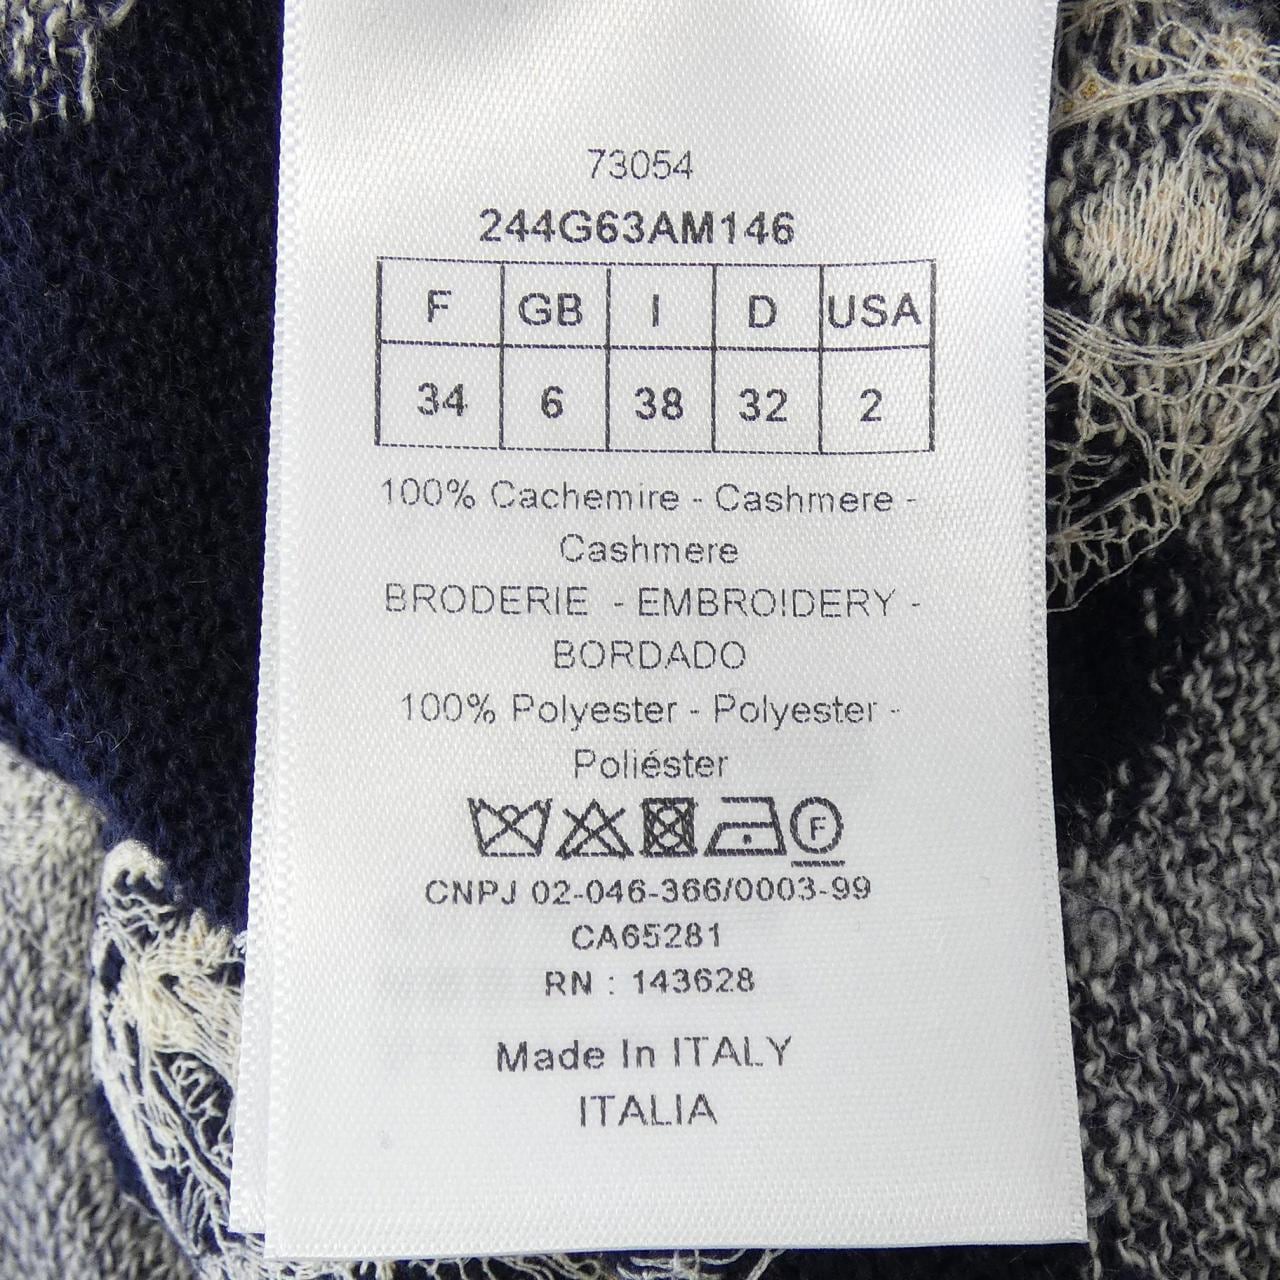 73054
244G63AM146
F GB I D USA
34 6 38 32 2
100% Cachemire - Cashmere -
Cashmere
BRODERIE - EMBROIDERY -
BORDADO
100% Polyester - Polyester -
Poliéster
F
CNPJ 02-046-366/0003-99
CA65281
RN : 143628
Made In ITALY
ITALIA